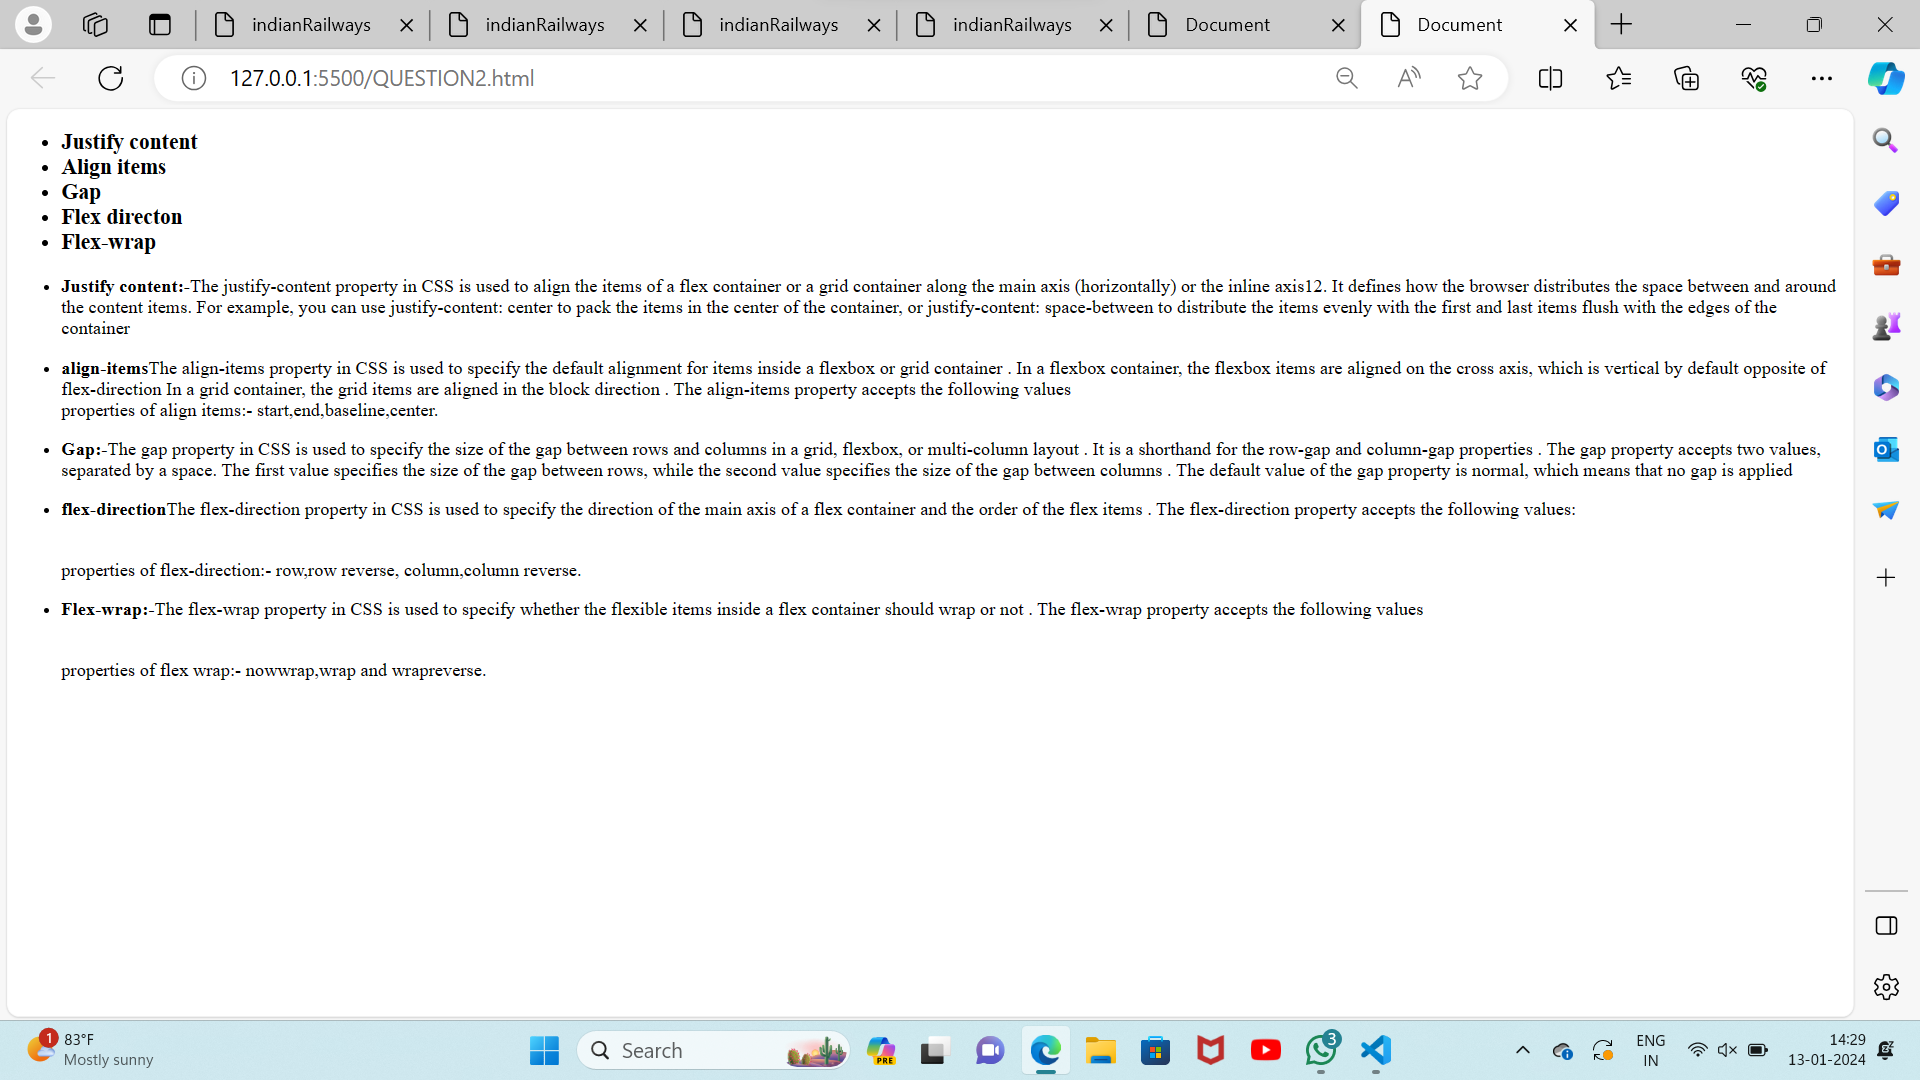 indianRailways
indianRailways
indianRailways
indianRailways
Document
Document
127.0.0.1:5500/QUESTION2.html
Justify content
Align items
Gap
Flex directon
Flex-wrap
Justify content:-The justify-content property in CSS is used to align the items of a flex container or a grid container along the main axis (horizontally) or the inline axis12. It defines how the browser distributes the space between and around
the content items. For example, you can use justify-content: center to pack the items in the center of the container, or justify-content: space-between to distribute the items evenly with the first and last items flush with the edges of the
container
align-itemsThe align-items property in CSS is used to specify the default alignment for items inside a flexbox or grid container . In a flexbox container, the flexbox items are aligned on the cross axis, which is vertical by default opposite of
flex-direction In a grid container, the grid items are aligned in the block direction . The align-items property accepts the following values
properties of align items:- start,end,baseline,center.
Gap:-The gap property in CSS is used to specify the size of the gap between rows and columns in a grid, flexbox, or multi-column layout . It is a shorthand for the row-gap and column-gap properties . The gap property accepts two values,
separated by a space. The first value specifies the size of the gap between rows, while the second value specifies the size of the gap between columns . The default value of the gap property is normal, which means that no gap is applied
flex-directionThe flex-direction property in CSS is used to specify the direction of the main axis of a flex container and the order of the flex items . The flex-direction property accepts the following values:
properties of flex-direction:- row,row reverse, column,column reverse.
Flex-wrap:-The flex-wrap property in CSS is used to specify whether the flexible items inside a flex container should wrap or not . The flex-wrap property accepts the following values
properties of flex wrap:- nowwrap,wrap and wrapreverse.
1
83°F
Mostly sunny
Search
PRE
3
ENG
IN
14:29
13-01-2024